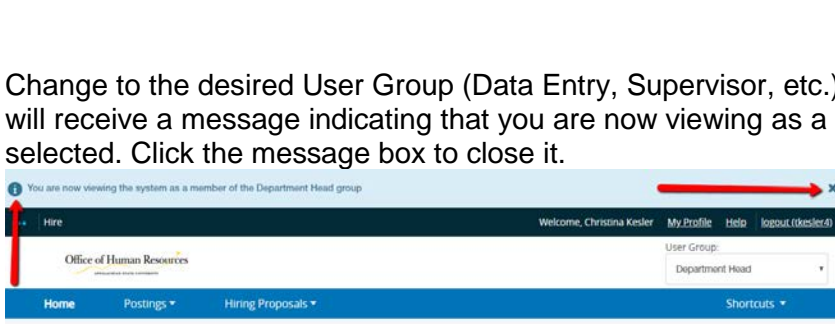 Change to the desired User Group (Data Entry, Supervisor, etc.)
will receive a message indicating that you are now viewing as a
selected. Click the message box to close it.
You are now viewing the system as a member of the Department Head group
Hire Welcome, Christina Kesler My Profile Help logout (tkesler4)
Office of Human Resources
APPALACHIAN STATE UNIVERSITY
User Group:
Department Head
Home Postings Hiring Proposals Shortcuts